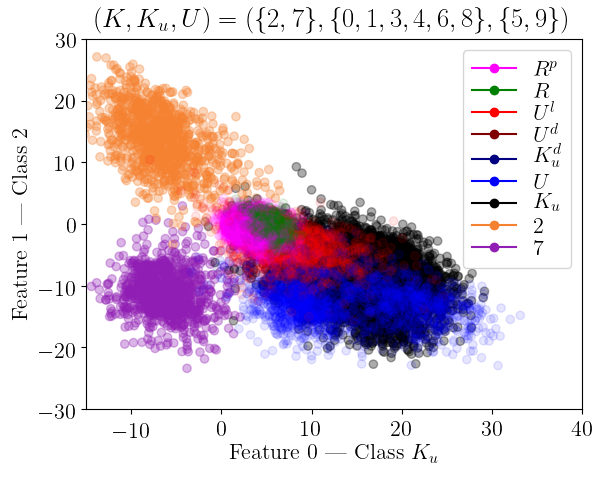 (K, K_u, U) = ({2, 7}, {0, 1, 3, 4, 6, 8}, {5, 9})
30
20
10
0
−10
−20
−30
Feature 1 — Class 2
R^p
R
U^l
U^d
K_u^d
U
K_u
2
7
−10
0
10
20
30
40
Feature 0 — Class K_u